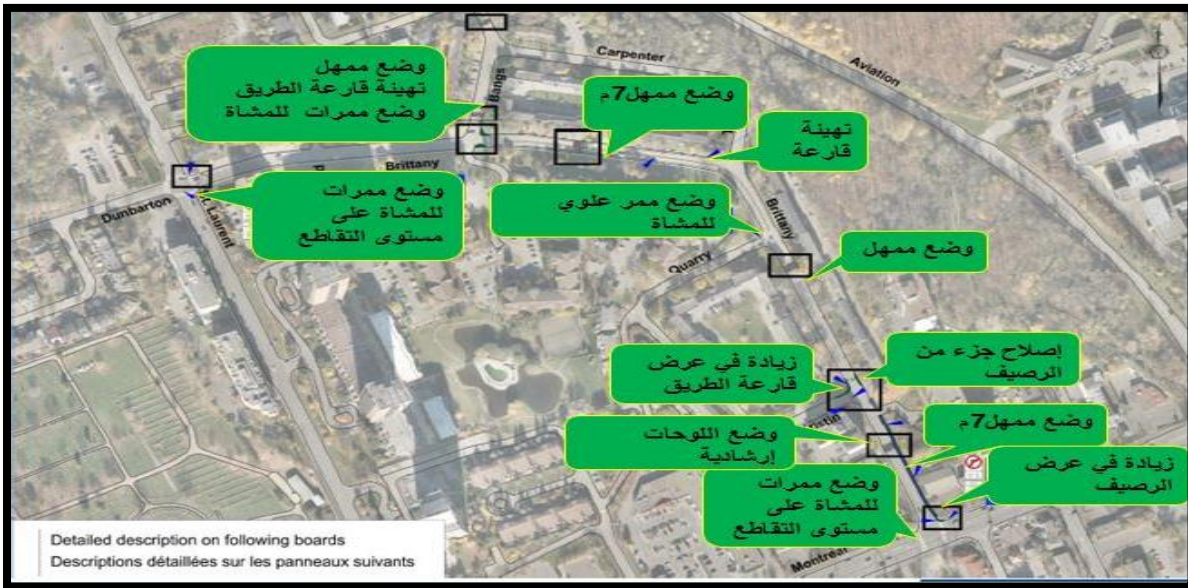 Carpenter
Aviation
Bangs
وضع ممهل
تهيئة قارعة الطريق
وضع ممرات للمشاة
وضع ممهل7م
تهيئة
قارعة
Brittany
Dunbarton
St. Laurent
وضع ممرات
للمشاة على
مستوى التقاطع
وضع ممر علوي
للمشاة
Brittany
Quarry
وضع ممهل
زيادة في عرض
قارعة الطريق
إصلاح جزء من
الرصيف
وضع اللوحات
إرشادية
وضع ممهل7م
زيادة في عرض
الرصيف
وضع ممرات
للمشاة على
مستوى التقاطع
Montreal
Detailed description on following boards
Descriptions détaillées sur les panneaux suivants